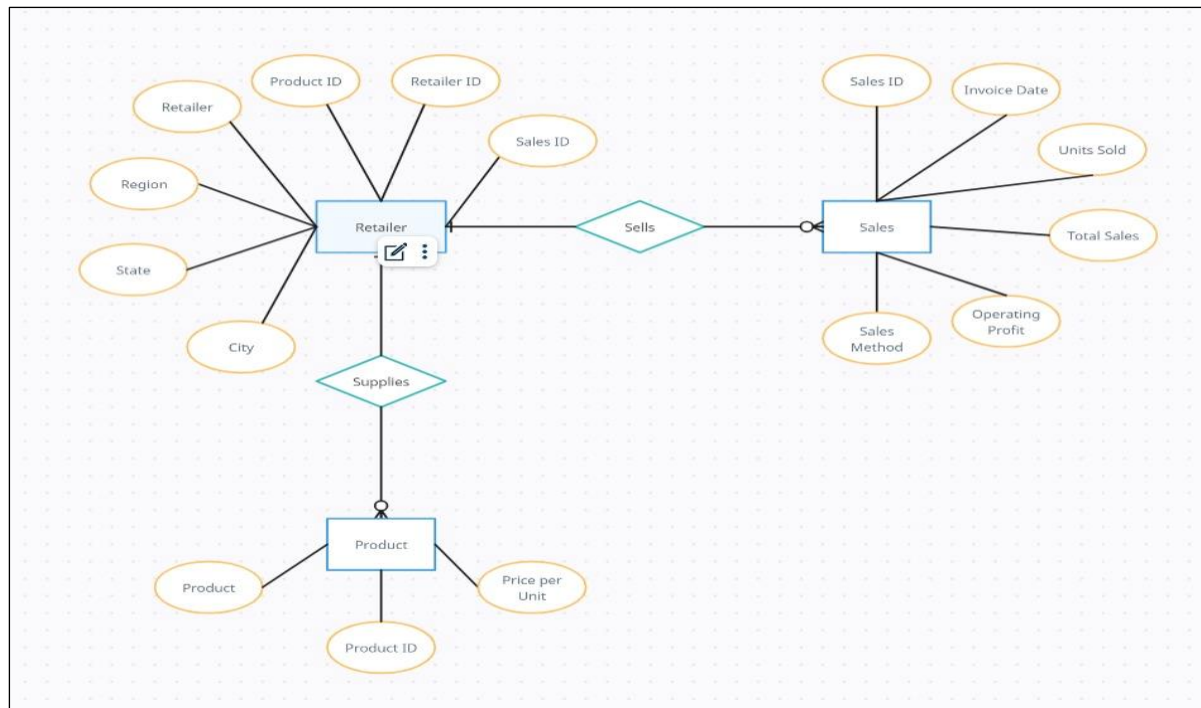 Product ID
Retailer ID
Retailer
Sales ID
Region
State
City
Retailer
Sells
Supplies
Product
Product
Product ID
Price per
Unit
Sales ID
Invoice Date
Units Sold
Sales
Total Sales
Operating
Profit
Sales
Method